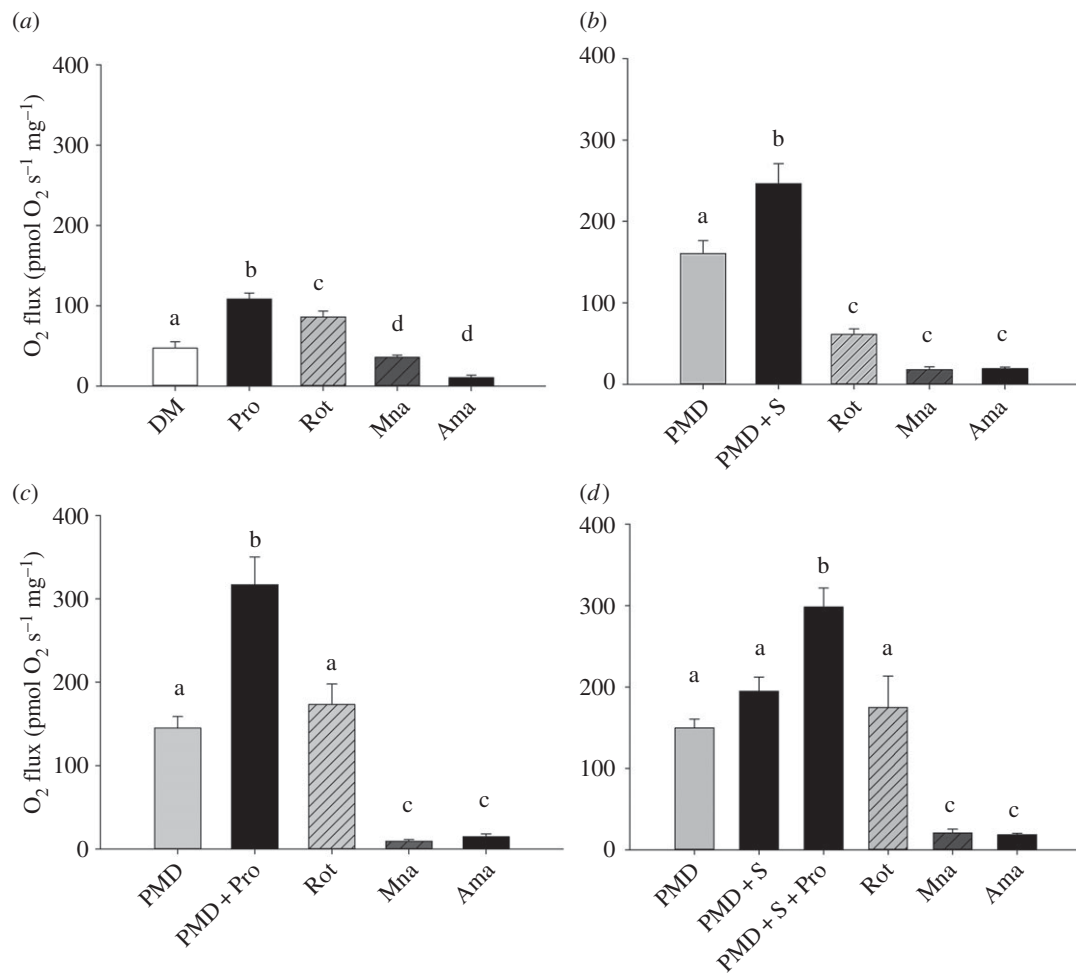 (a)
400
300
200
100
0
O₂ flux (pmol O₂ s⁻¹ mg⁻¹)
a
b
c
d
d
DM
Pro
Rot
Mna
Ama
(b)
400
300
200
100
0
a
b
c
c
c
PMD
PMD + S
Rot
Mna
Ama
(c)
400
300
200
100
0
O₂ flux (pmol O₂ s⁻¹ mg⁻¹)
a
b
a
c
c
PMD
PMD + Pro
Rot
Mna
Ama
(d)
400
300
200
100
0
a
a
b
a
c
c
PMD
PMD + S
PMD + S + Pro
Rot
Mna
Ama